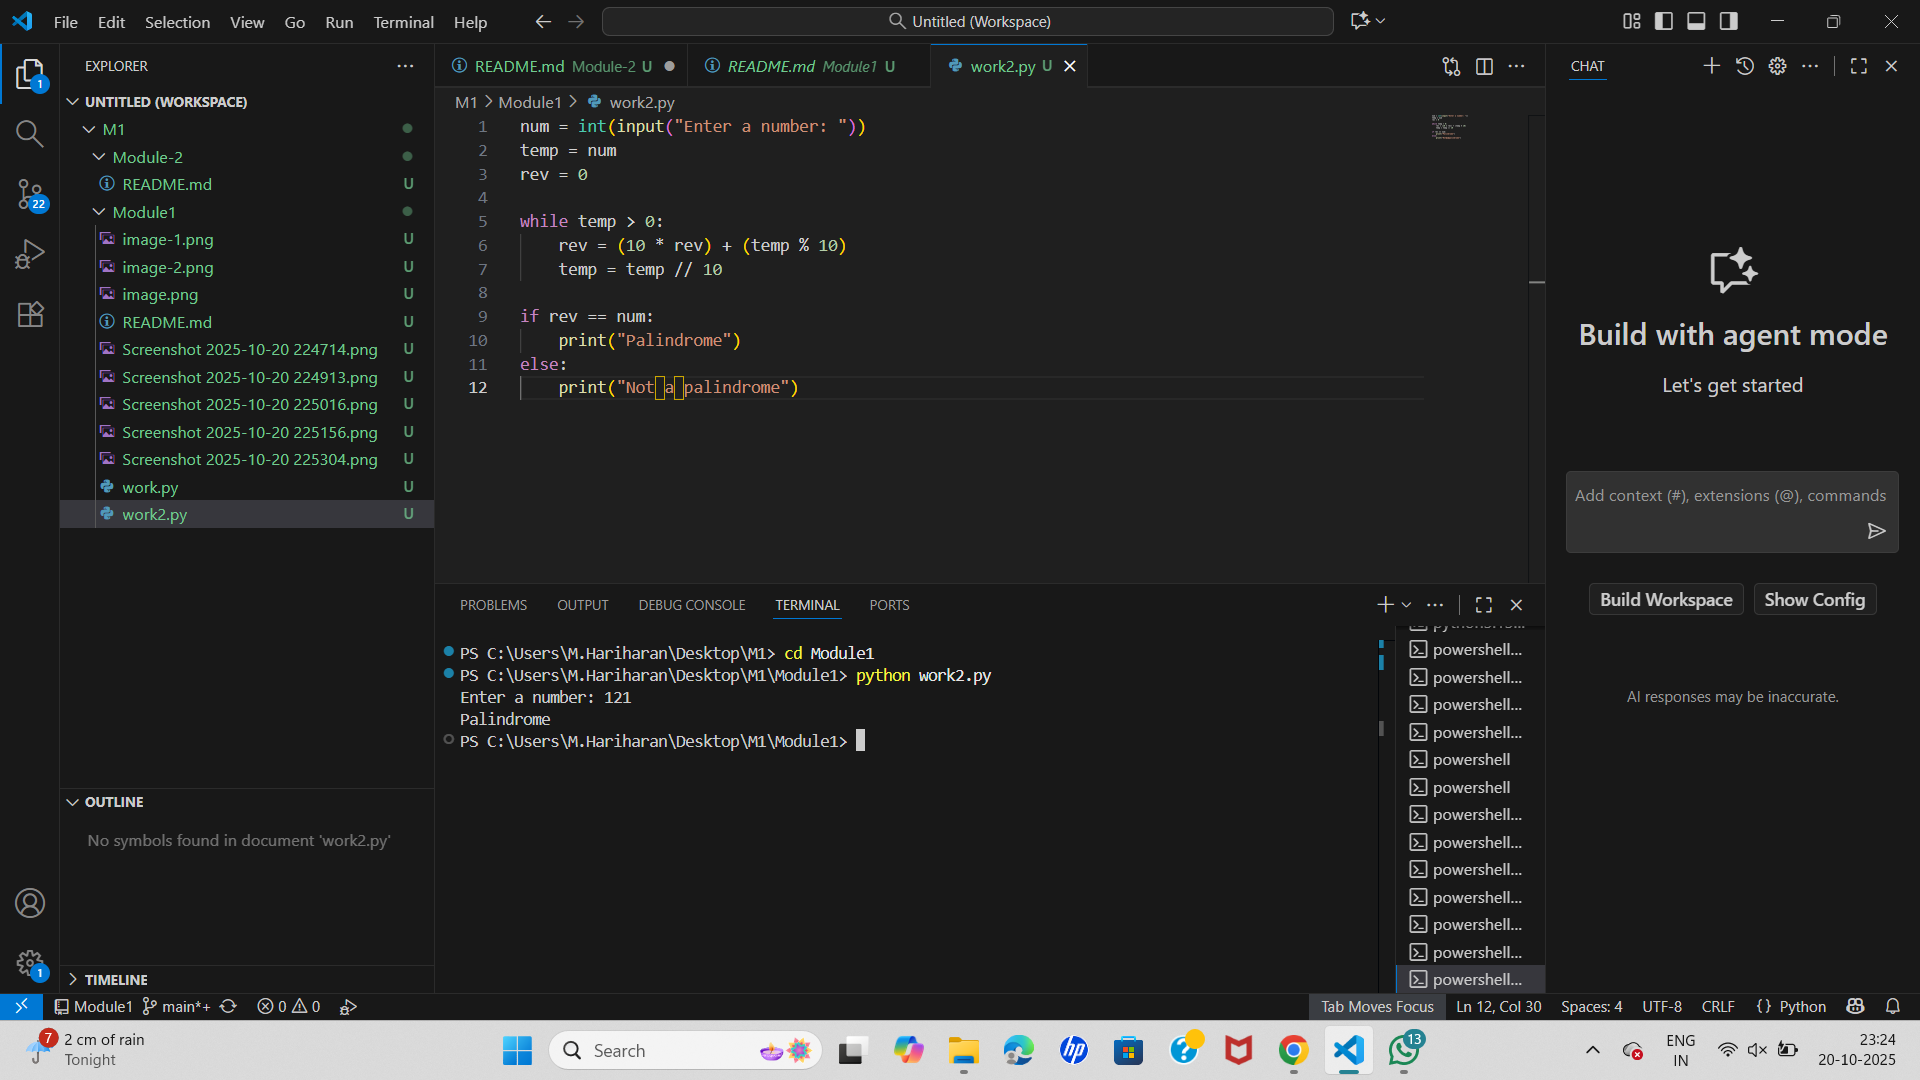 File Edit Selection View Go Run Terminal Help
Untitled (Workspace)
EXPLORER
UNTITLED (WORKSPACE)
M1
Module-2
README.md U
Module1
image-1.png U
image-2.png U
image.png U
README.md U
Screenshot 2025-10-20 224714.png U
Screenshot 2025-10-20 224913.png U
Screenshot 2025-10-20 225016.png U
Screenshot 2025-10-20 225156.png U
Screenshot 2025-10-20 225304.png U
work.py U
work2.py U
OUTLINE
No symbols found in document 'work2.py'
TIMELINE
1
22
1
README.md Module-2 U
README.md Module1 U
work2.py U
M1 > Module1 > work2.py
1 num = int(input("Enter a number: "))
2 temp = num
3 rev = 0
4
5 while temp > 0:
6 rev = (10 * rev) + (temp % 10)
7 temp = temp // 10
8
9 if rev == num:
10 print("Palindrome")
11 else:
12 print("Not a palindrome")
PROBLEMS OUTPUT DEBUG CONSOLE TERMINAL PORTS
PS C:\Users\M.Hariharan\Desktop\M1> cd Module1
PS C:\Users\M.Hariharan\Desktop\M1\Module1> python work2.py
Enter a number: 121
Palindrome
PS C:\Users\M.Hariharan\Desktop\M1\Module1>
powershell...
powershell...
powershell...
powershell...
powershell
powershell
powershell...
powershell...
powershell...
powershell...
powershell...
powershell...
powershell...
CHAT
Build with agent mode
Let's get started
Add context (#), extensions (@), commands
Build Workspace Show Config
AI responses may be inaccurate.
Module1 main*+ 0 0
Tab Moves Focus Ln 12, Col 30 Spaces: 4 UTF-8 CRLF {} Python
7
2 cm of rain
Tonight
Search
hp
13
ENG
IN
23:24
20-10-2025